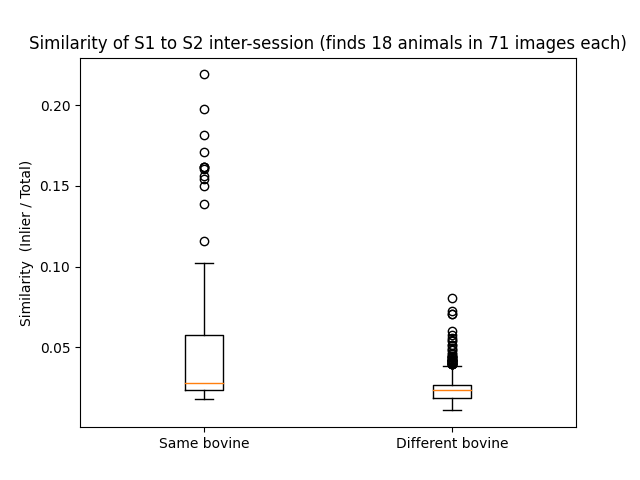 Similarity of S1 to S2 inter-session (finds 18 animals in 71 images each)
Similarity  (Inlier / Total)
0.20
0.15
0.10
0.05
Same bovine
Different bovine